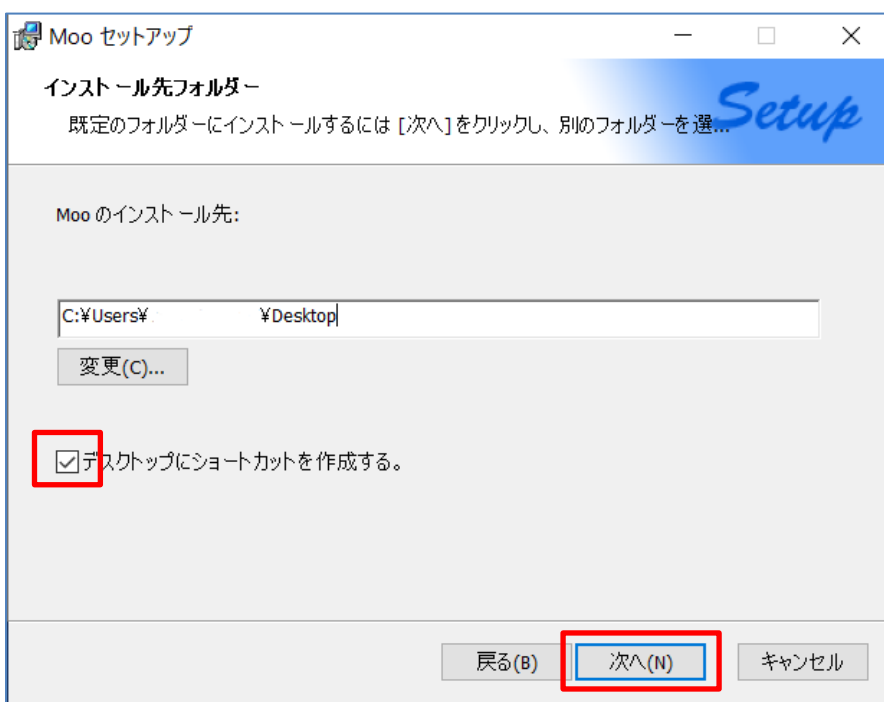 Moo セットアップ
インストール先フォルダー
既定のフォルダーにインストールするには [次へ]をクリックし、別のフォルダーを選...
Setup
Moo のインストール先:
C:¥Users¥ ¥Desktop
変更(C)...
デスクトップにショートカットを作成する。
戻る(B) 次へ(N) キャンセル